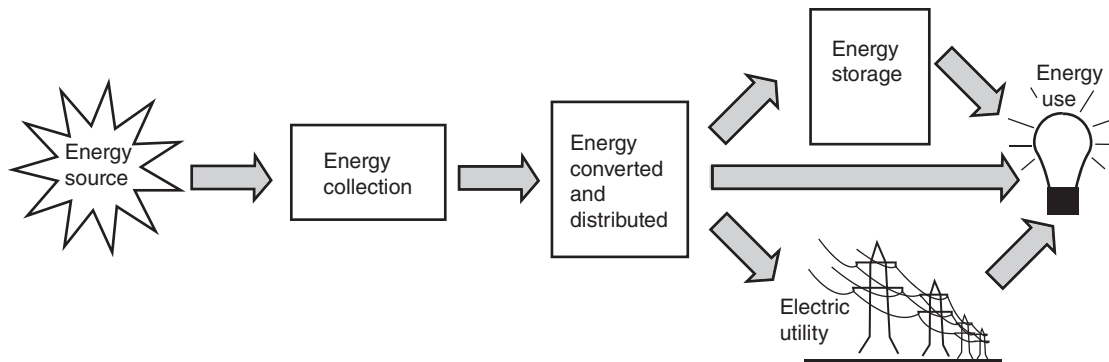 Energy
source
Energy
collection
Energy
converted
and
distributed
Energy
storage
Energy
use
Electric
utility